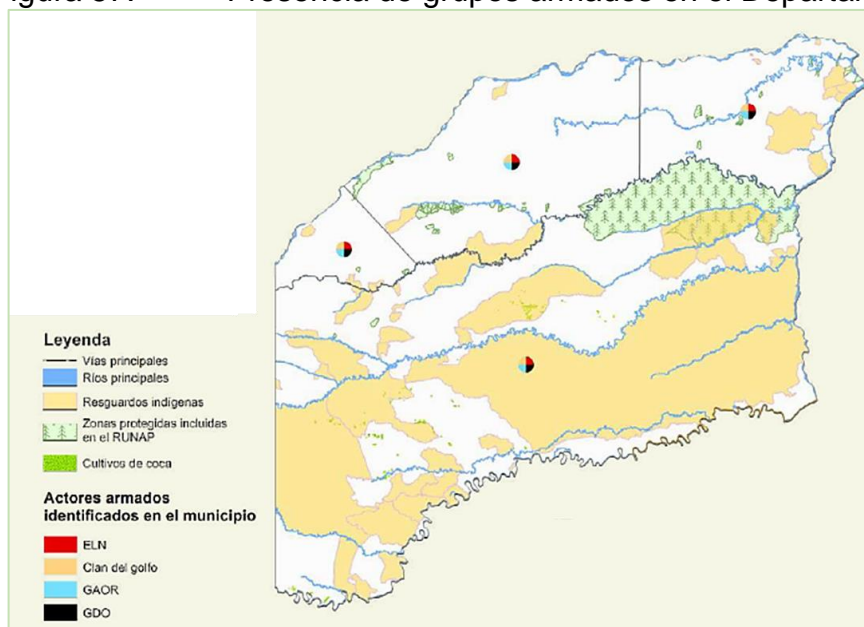 Presencia de grupos armados en el Departa
Leyenda
Vías principales
Ríos principales
Resguardos indígenas
Zonas protegidas incluidas
en el RUNAP
Cultivos de coca
Actores armados
identificados en el municipio
ELN
Clan del golfo
GAOR
GDO